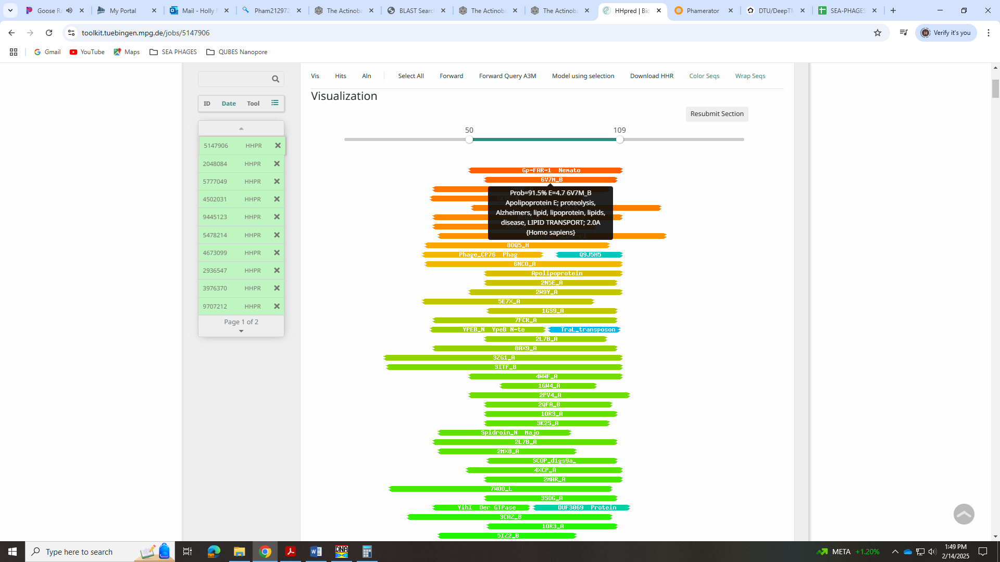 Goose Ra
My Portal
Mail - Holly
Pham212972
The Actinoba
BLAST Searc
The Actinoba
The Actinoba
HHpred | Bio
Phamerator
DTU/DeepTM
SEA-PHAGES
toolkit.tuebingen.mpg.de/jobs/5147906
Verify it's you
Gmail
YouTube
Maps
SEA PHAGES
QUBES Nanopore
Vis Hits Aln Select All Forward Forward Query A3M Model using selection Download HHR Color Seqs Wrap Seqs
Visualization
Resubmit Section
50 109
ID Date Tool
5147906 HHPR
2048084 HHPR
5777049 HHPR
4502031 HHPR
9445123 HHPR
5478214 HHPR
4673099 HHPR
2936547 HHPR
3976370 HHPR
9707212 HHPR
Page 1 of 2
Gp-FAR-1 Nemato
6V7M_B
Prob=91.5% E=4.7 6V7M_B
Apolipoprotein E; proteolysis,
Alzheimers, lipid, lipoprotein, lipids,
disease, LIPID TRANSPORT; 2.0A
{Homo sapiens}
8OQ5_H
Phage_CP76 Phag Q9J5H5
6NCO_A
Apolipoprotein
2N5E_A
2W9Y_A
5E7X_A
1GS9_A
7FCR_A
YPEB_N YpeB N-te TraL_transposon
2L7B_A
8AX9_A
3ZG1_A
3ITF_B
4WWF_A
1GW4_A
2PV4_A
2QFA_B
1OR3_A
3K2S_A
Spidroin_N Majo
2L7B_A
2MX8_A
SCOP_d1gs9a_
4XCP_A
2MAR_A
7WOO_L
3SOG_A
YihI Der GTPase DUF3069 Protein
3CAZ_B
1OR3_A
5IZ2_B
Type here to search
META +1.20%
1:49 PM
2/14/2025